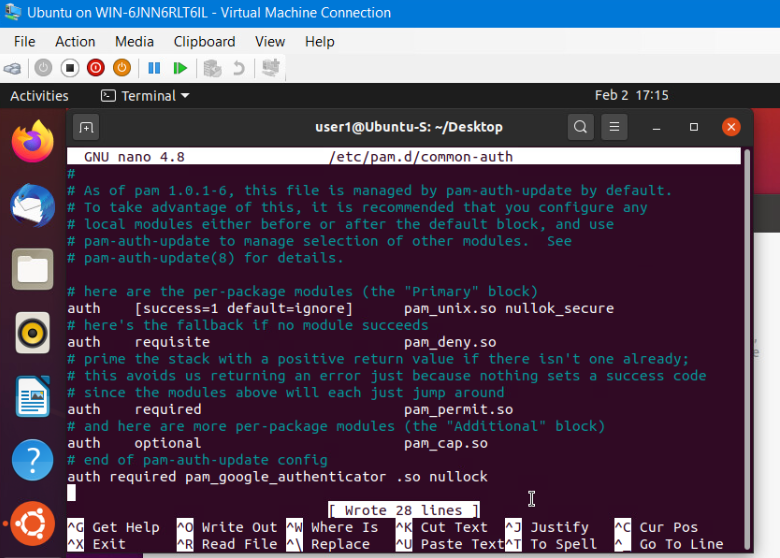 Ubuntu on WIN-6JNN6RLT6IL - Virtual Machine Connection
File Action Media Clipboard View Help
Activities Terminal Feb 2 17:15
user1@Ubuntu-S: ~/Desktop
GNU nano 4.8 /etc/pam.d/common-auth
#
# As of pam 1.0.1-6, this file is managed by pam-auth-update by default.
# To take advantage of this, it is recommended that you configure any
# local modules either before or after the default block, and use
# pam-auth-update to manage selection of other modules.  See
# pam-auth-update(8) for details.
# here are the per-package modules (the "Primary" block)
auth    [success=1 default=ignore]      pam_unix.so nullok_secure
# here's the fallback if no module succeeds
auth    requisite                       pam_deny.so
# prime the stack with a positive return value if there isn't one already;
# this avoids us returning an error just because nothing sets a success code
# since the modules above will each just jump around
auth    required                        pam_permit.so
# and here are more per-package modules (the "Additional" block)
auth    optional                        pam_cap.so
# end of pam-auth-update config
auth required pam_google_authenticator .so nullock
[ Wrote 28 lines ]
^G Get Help ^O Write Out ^W Where Is ^K Cut Text ^J Justify ^C Cur Pos
^X Exit ^R Read File ^\ Replace ^U Paste Text ^T To Spell ^_ Go To Line